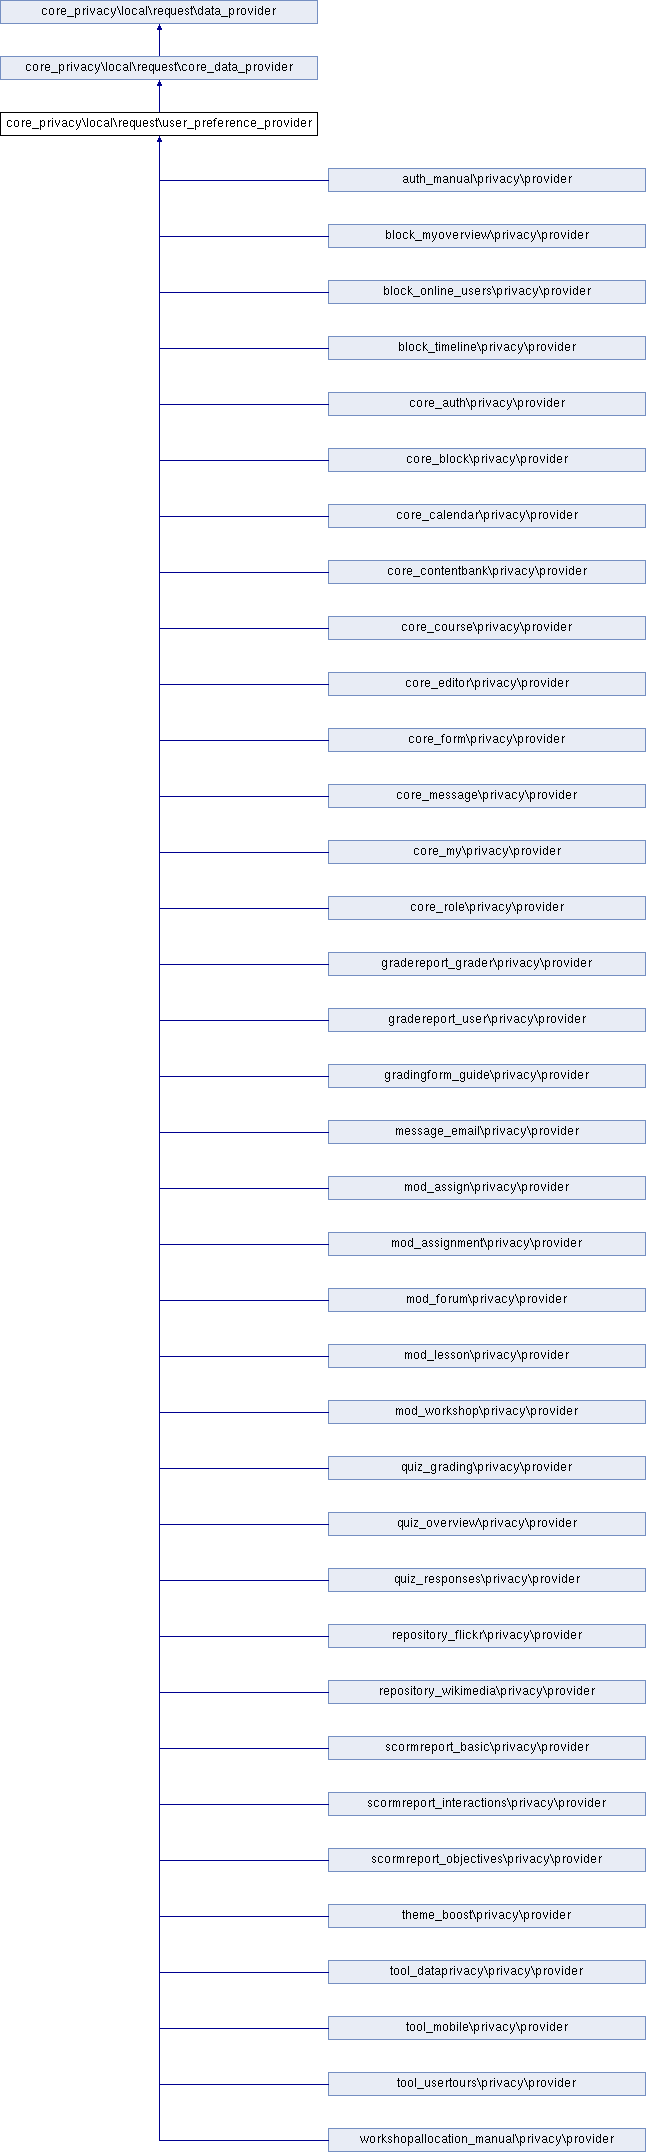 core_privacy\local\request\data_provider
core_privacy\local\request\core_data_provider
core_privacy\local\request\user_preference_provider
auth_manual\privacy\provider
block_myoverview\privacy\provider
block_online_users\privacy\provider
block_timeline\privacy\provider
core_auth\privacy\provider
core_block\privacy\provider
core_calendar\privacy\provider
core_contentbank\privacy\provider
core_course\privacy\provider
core_editor\privacy\provider
core_form\privacy\provider
core_message\privacy\provider
core_my\privacy\provider
core_role\privacy\provider
gradereport_grader\privacy\provider
gradereport_user\privacy\provider
gradingform_guide\privacy\provider
message_email\privacy\provider
mod_assign\privacy\provider
mod_assignment\privacy\provider
mod_forum\privacy\provider
mod_lesson\privacy\provider
mod_workshop\privacy\provider
quiz_grading\privacy\provider
quiz_overview\privacy\provider
quiz_responses\privacy\provider
repository_flickr\privacy\provider
repository_wikimedia\privacy\provider
scormreport_basic\privacy\provider
scormreport_interactions\privacy\provider
scormreport_objectives\privacy\provider
theme_boost\privacy\provider
tool_dataprivacy\privacy\provider
tool_mobile\privacy\provider
tool_usertours\privacy\provider
workshopallocation_manual\privacy\provider